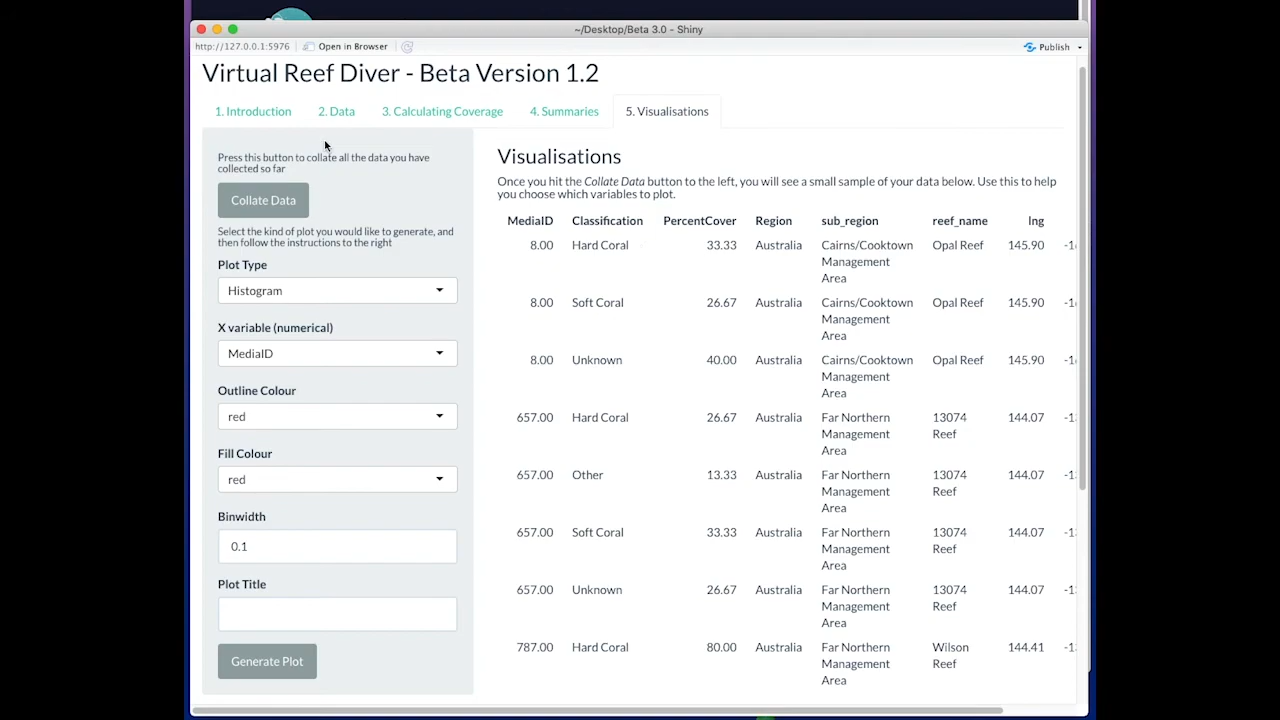 ~/Desktop/Beta 3.0 - Shiny
http://127.0.0.1:5976 Open in Browser Publish
Virtual Reef Diver - Beta Version 1.2
1. Introduction 2. Data 3. Calculating Coverage 4. Summaries 5. Visualisations
Press this button to collate all the data you have
collected so far
Collate Data
Select the kind of plot you would like to generate, and
then follow the instructions to the right
Plot Type
Histogram
X variable (numerical)
MediaID
Outline Colour
red
Fill Colour
red
Binwidth
0.1
Plot Title
Generate Plot
Visualisations
Once you hit the Collate Data button to the left, you will see a small sample of your data below. Use this to help
you choose which variables to plot.
MediaID Classification PercentCover Region sub_region reef_name lng
8.00 Hard Coral 33.33 Australia Cairns/Cooktown Opal Reef 145.90
Management
Area
8.00 Soft Coral 26.67 Australia Cairns/Cooktown Opal Reef 145.90
Management
Area
8.00 Unknown 40.00 Australia Cairns/Cooktown Opal Reef 145.90
Management
Area
657.00 Hard Coral 26.67 Australia Far Northern 13074 144.07
Management Reef
Area
657.00 Other 13.33 Australia Far Northern 13074 144.07
Management Reef
Area
657.00 Soft Coral 33.33 Australia Far Northern 13074 144.07
Management Reef
Area
657.00 Unknown 26.67 Australia Far Northern 13074 144.07
Management Reef
Area
787.00 Hard Coral 80.00 Australia Far Northern Wilson 144.41
Management Reef
Area